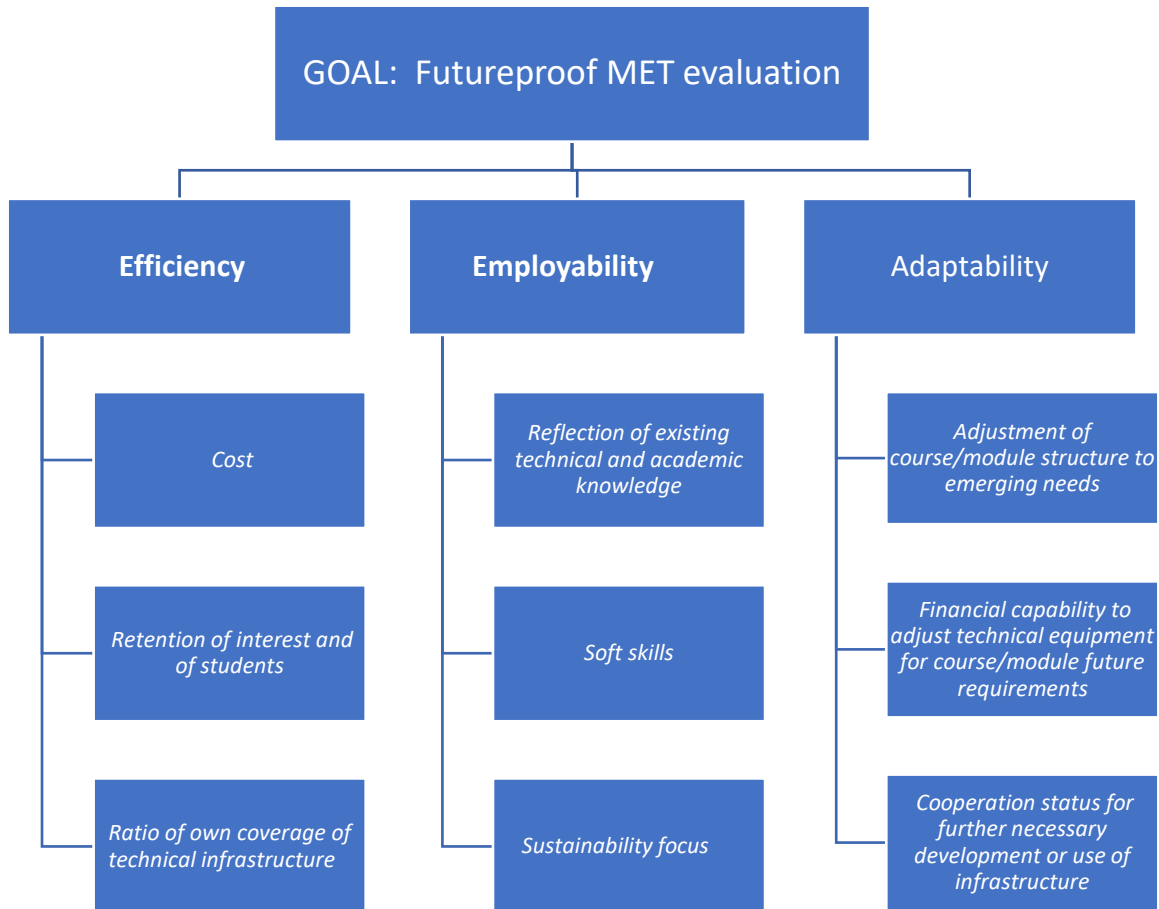 GOAL:  Futureproof MET evaluation
Efficiency
Cost
Retention of interest and
of students
Ratio of own coverage of
technical infrastructure
Employability
Reflection of existing
technical and academic
knowledge
Soft skills
Sustainability focus
Adaptability
Adjustment of
course/module structure to
emerging needs
Financial capability to
adjust technical equipment
for course/module future
requirements
Cooperation status for
further necessary
development or use of
infrastructure